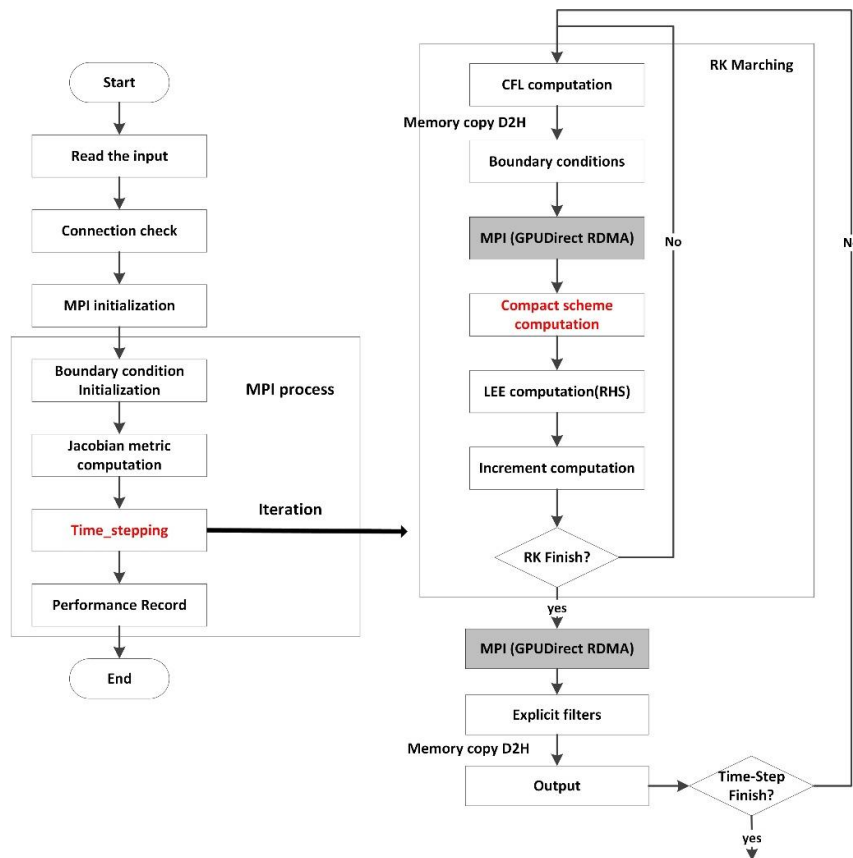 Start
Read the input
Connection check
MPI initialization
Boundary condition
Initialization
MPI process
Jacobian metric
computation
Time_stepping
Iteration
Performance Record
End
RK Marching
CFL computation
Memory copy D2H
Boundary conditions
MPI (GPUDirect RDMA)
No
Compact scheme
computation
LEE computation(RHS)
Increment computation
RK Finish?
yes
MPI (GPUDirect RDMA)
Explicit filters
Memory copy D2H
Output
Time-Step
Finish?
yes